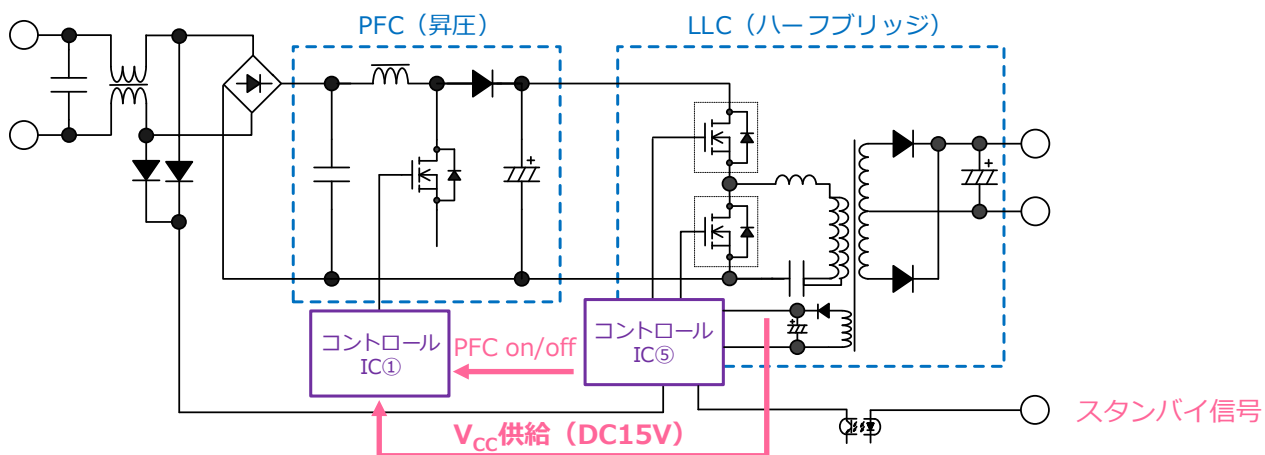 PFC（昇圧）
LLC（ハーフブリッジ）
コントロール
IC①
PFC on/off
コントロール
IC⑤
VCC供給（DC15V）
スタンバイ信号